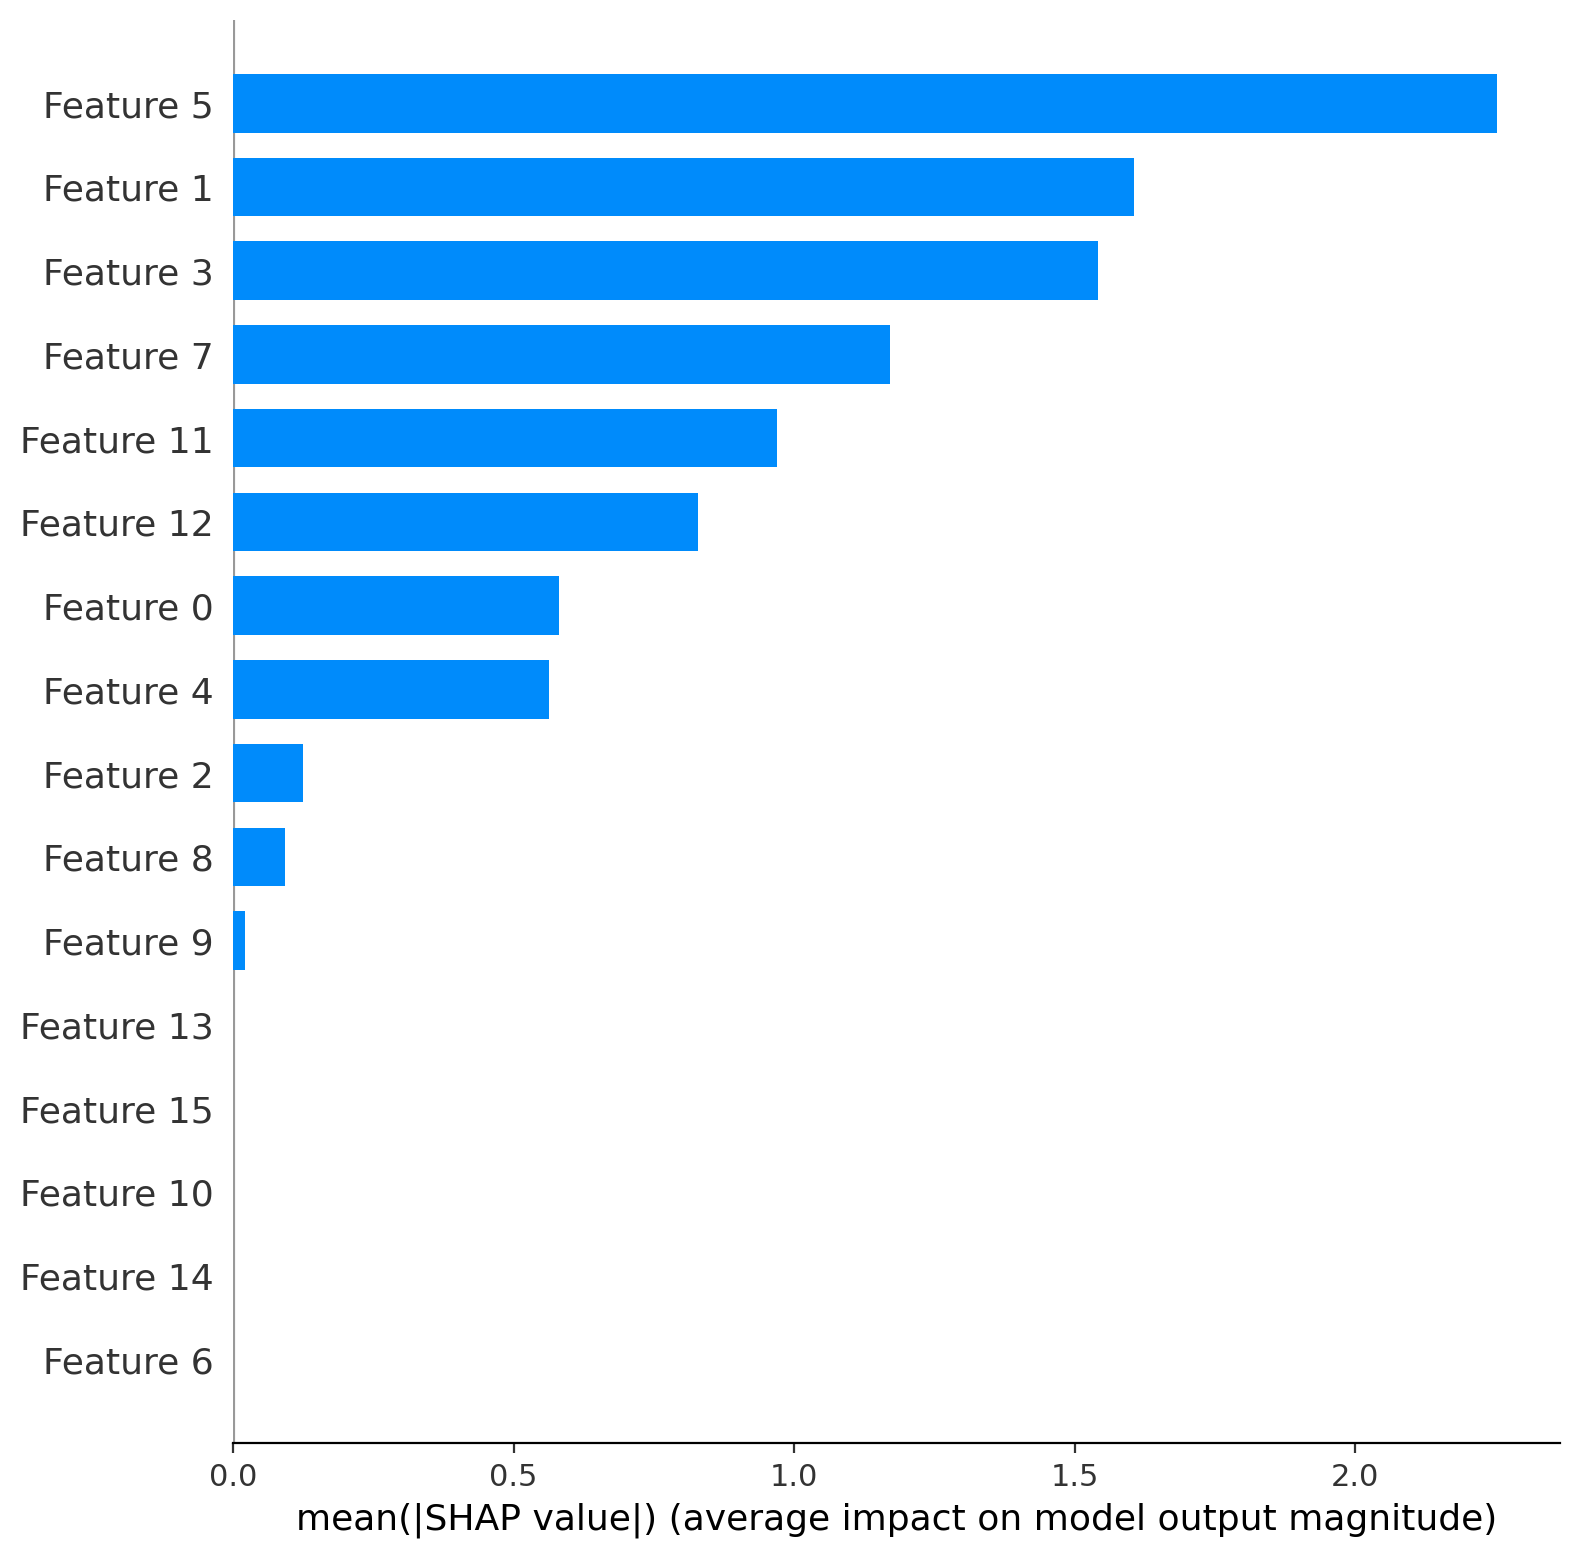 Feature 5
Feature 1
Feature 3
Feature 7
Feature 11
Feature 12
Feature 0
Feature 4
Feature 2
Feature 8
Feature 9
Feature 13
Feature 15
Feature 10
Feature 14
Feature 6
0.0 0.5 1.0 1.5 2.0
mean(|SHAP value|) (average impact on model output magnitude)